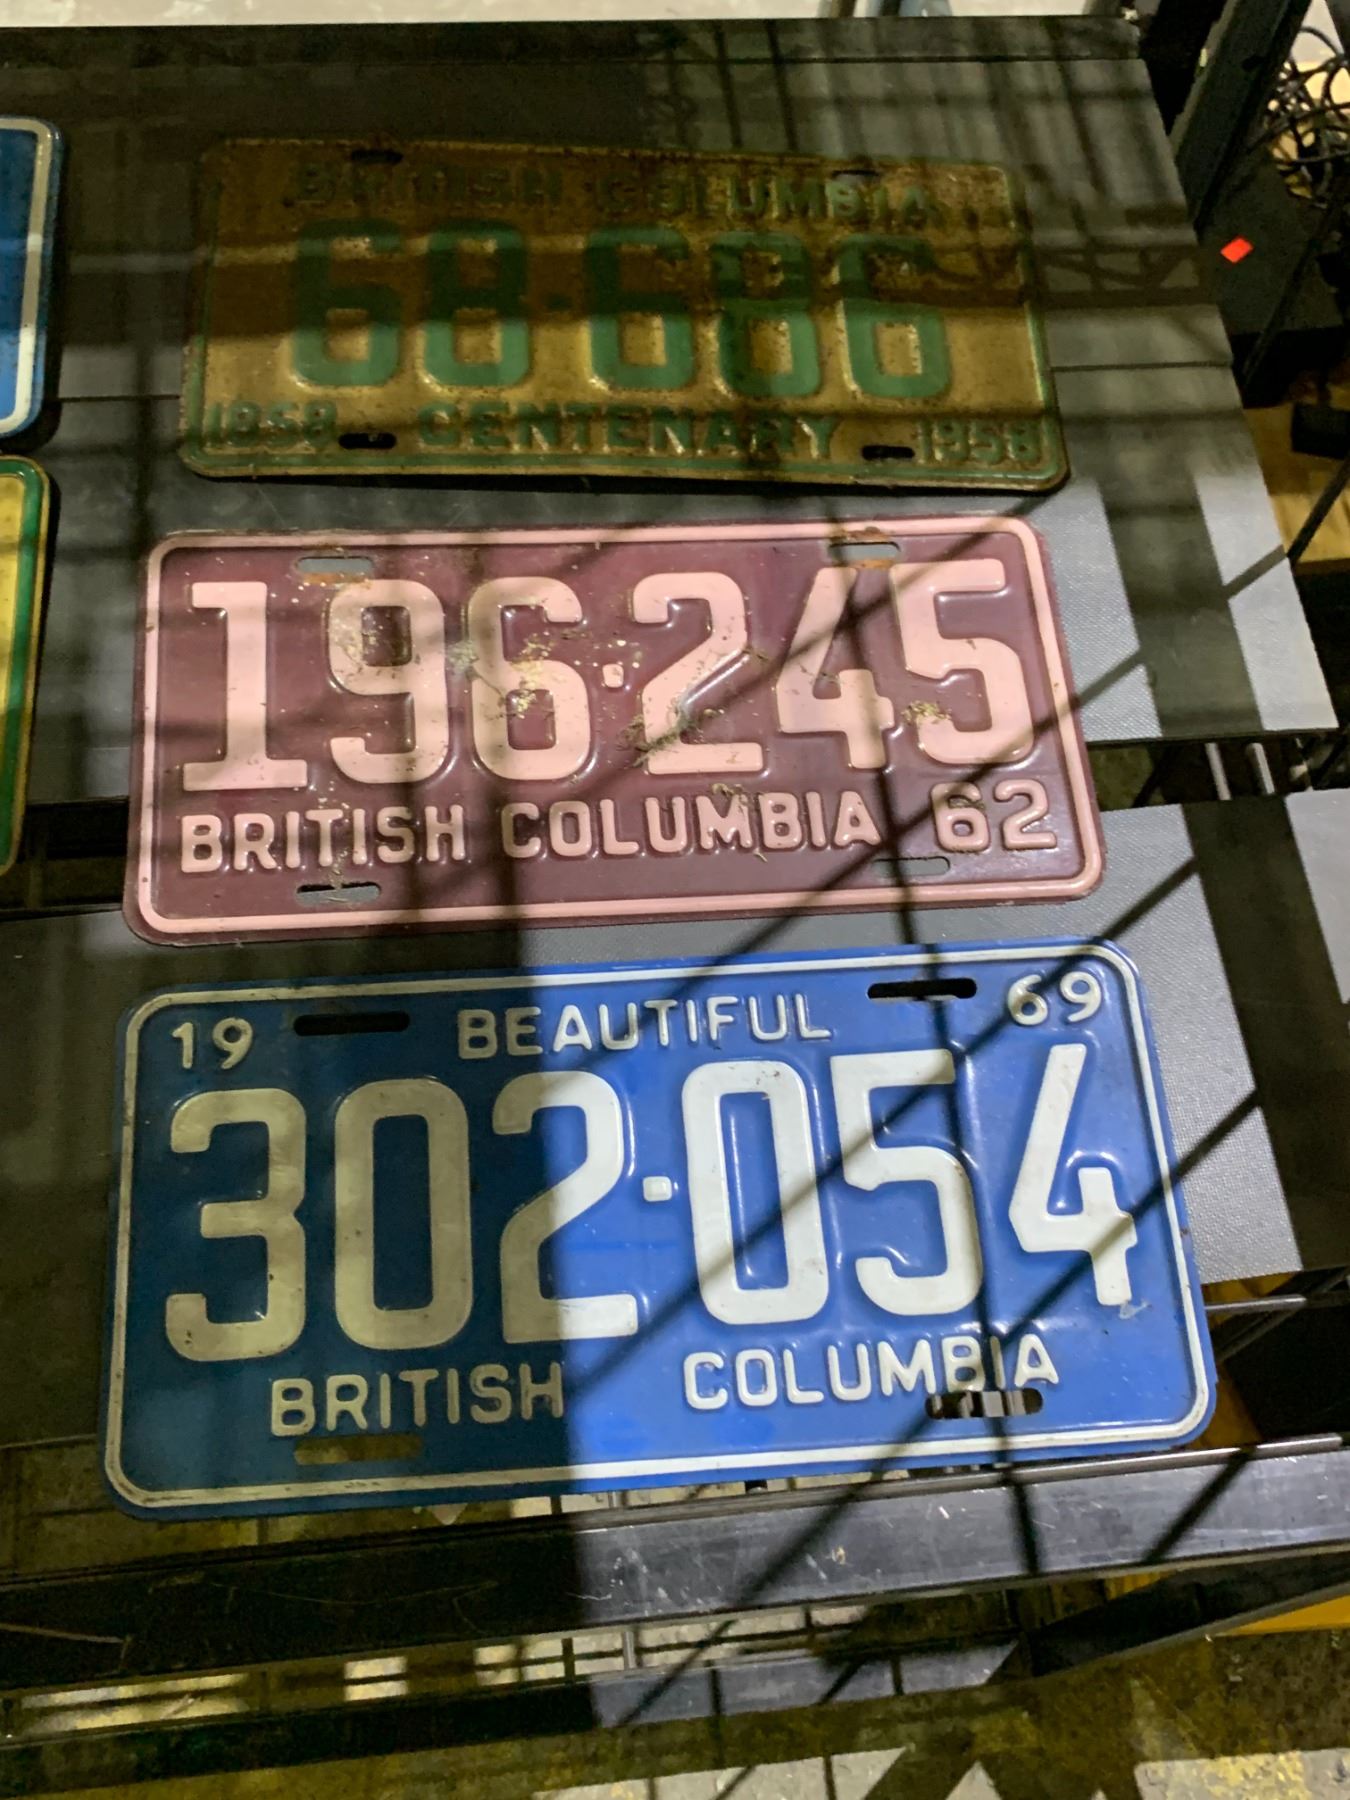 BRITISH COLUMBIA
68-686
1858 CENTENARY 1958
196-245
BRITISH COLUMBIA 62
19 BEAUTIFUL 69
302-054
BRITISH COLUMBIA